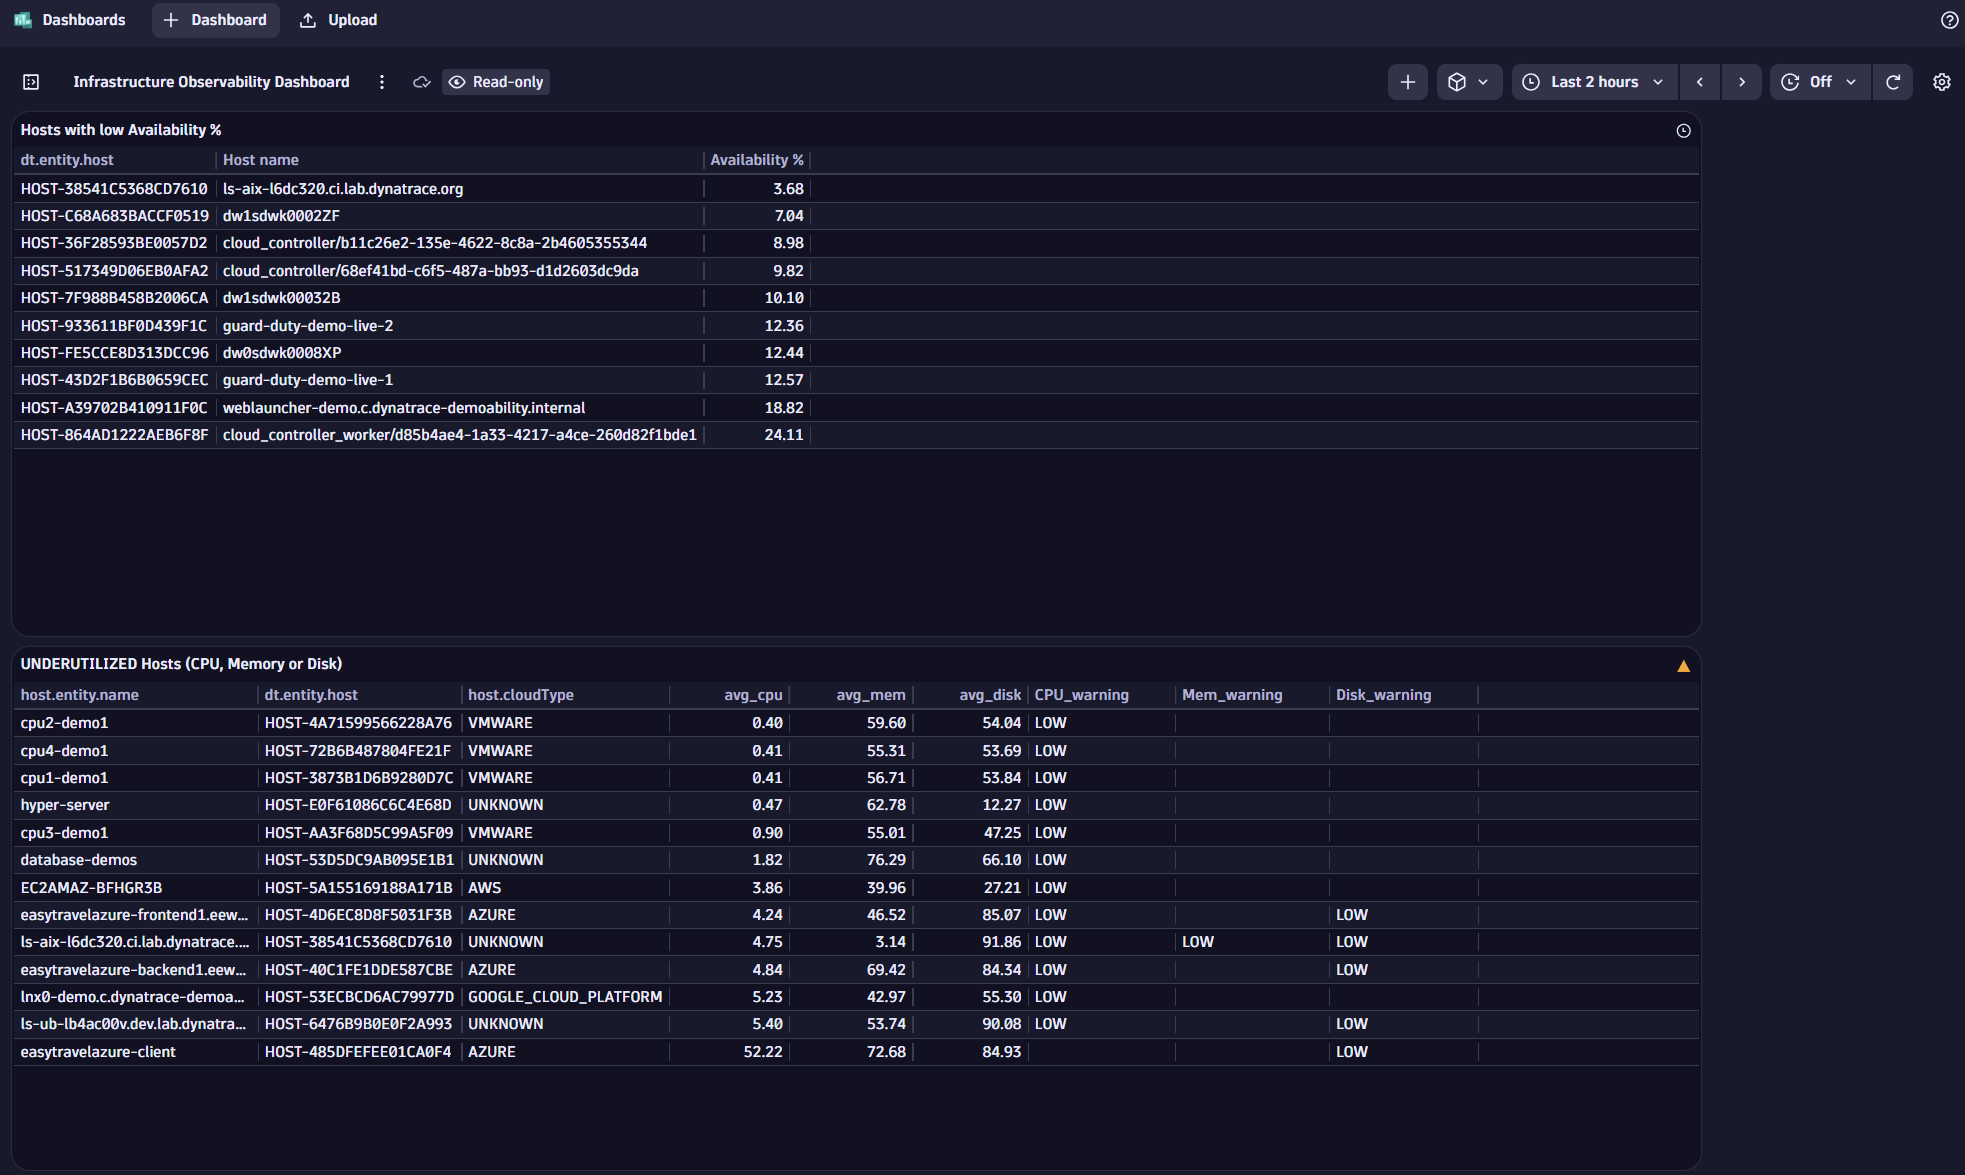 Dashboards Dashboard Upload
Infrastructure Observability Dashboard Read-only Last 2 hours Off
Hosts with low Availability %
dt.entity.host Host name Availability %
HOST-38541C5368CD7610 ls-aix-l6dc320.ci.lab.dynatrace.org 3.68
HOST-C68A683BACCF0519 dw1sdwk0002ZF 7.04
HOST-36F28593BE0057D2 cloud_controller/b11c26e2-135e-4622-8c8a-2b4605355344 8.98
HOST-517349D06EB0AFA2 cloud_controller/68ef41bd-c6f5-487a-bb93-d1d2603dc9da 9.82
HOST-7F988B458B2006CA dw1sdwk00032B 10.10
HOST-933611BF0D439F1C guard-duty-demo-live-2 12.36
HOST-FE5CCE8D313DCC96 dw0sdwk0008XP 12.44
HOST-43D2F1B6B0659CEC guard-duty-demo-live-1 12.57
HOST-A39702B410911F0C weblauncher-demo.c.dynatrace-demoability.internal 18.82
HOST-864AD1222AEB6F8F cloud_controller_worker/d85b4ae4-1a33-4217-a4ce-260d82f1bde1 24.11
UNDERUTILIZED Hosts (CPU, Memory or Disk)
host.entity.name dt.entity.host host.cloudType avg_cpu avg_mem avg_disk CPU_warning Mem_warning Disk_warning
cpu2-demo1 HOST-4A71599566228A76 VMWARE 0.40 59.60 54.04 LOW
cpu4-demo1 HOST-72B6B487804FE21F VMWARE 0.41 55.31 53.69 LOW
cpu1-demo1 HOST-3873B1D6B9280D7C VMWARE 0.41 56.71 53.84 LOW
hyper-server HOST-E0F61086C6C4E68D UNKNOWN 0.47 62.78 12.27 LOW
cpu3-demo1 HOST-AA3F68D5C99A5F09 VMWARE 0.90 55.01 47.25 LOW
database-demos HOST-53D5DC9AB095E1B1 UNKNOWN 1.82 76.29 66.10 LOW
EC2AMAZ-BFHGR3B HOST-5A155169188A171B AWS 3.86 39.96 27.21 LOW
easytravelazure-frontend1.eew... HOST-4D6EC8D8F5031F3B AZURE 4.24 46.52 85.07 LOW LOW
ls-aix-l6dc320.ci.lab.dynatrace.... HOST-38541C5368CD7610 UNKNOWN 4.75 3.14 91.86 LOW LOW LOW
easytravelazure-backend1.eew... HOST-40C1FE1DDE587CBE AZURE 4.84 69.42 84.34 LOW LOW
lnx0-demo.c.dynatrace-demoa... HOST-53ECBCD6AC79977D GOOGLE_CLOUD_PLATFORM 5.23 42.97 55.30 LOW
ls-ub-lb4ac00v.dev.lab.dynatra... HOST-6476B9B0E0F2A993 UNKNOWN 5.40 53.74 90.08 LOW LOW
easytravelazure-client HOST-485DFEFEE01CA0F4 AZURE 52.22 72.68 84.93 LOW